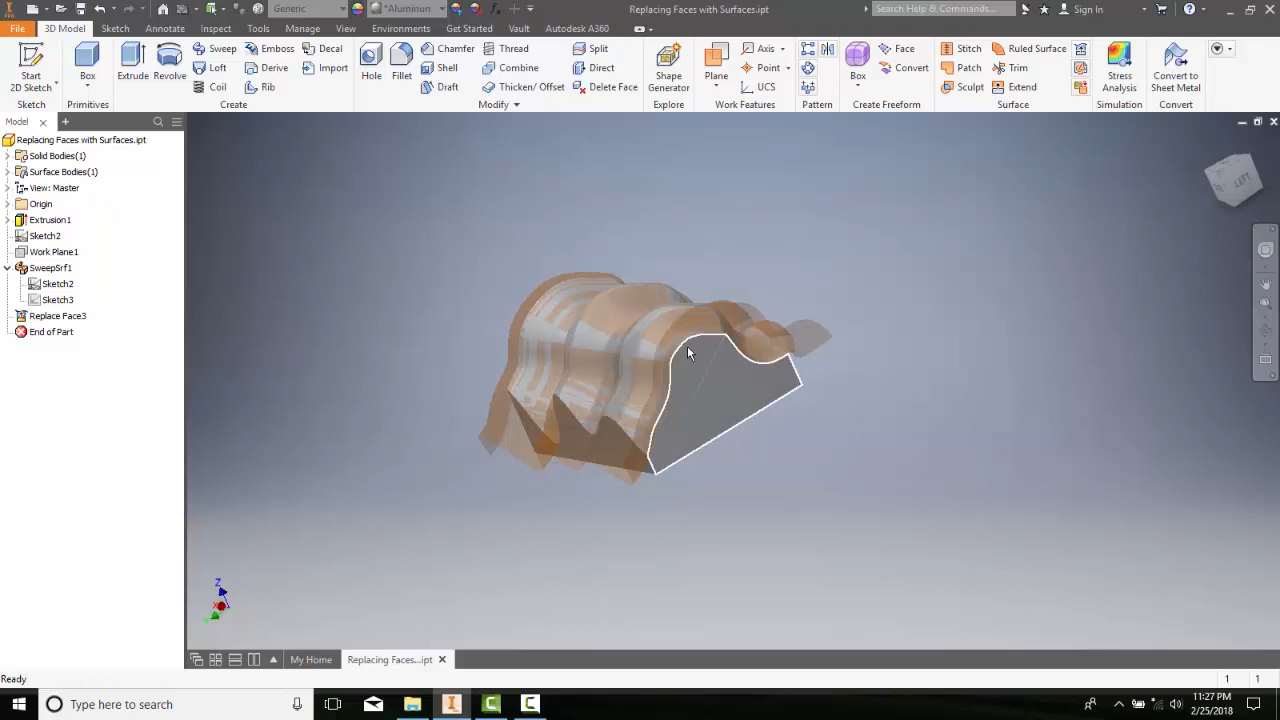 Generic
*Aluminum
Replacing Faces with Surfaces.ipt
Search Help & Commands...
Sign In
File
3D Model
Sketch
Annotate
Inspect
Tools
Manage
View
Environments
Get Started
Vault
Autodesk A360
Start
2D Sketch
Box
Extrude
Revolve
Sweep
Loft
Coil
Emboss
Derive
Rib
Decal
Import
Hole
Fillet
Chamfer
Shell
Draft
Thread
Combine
Thicken/ Offset
Split
Direct
Delete Face
Shape
Generator
Plane
Axis
Point
UCS
Box
Face
Convert
Stitch
Patch
Sculpt
Ruled Surface
Trim
Extend
Stress
Analysis
Convert to
Sheet Metal
Sketch
Primitives
Create
Modify
Explore
Work Features
Pattern
Create Freeform
Surface
Simulation
Convert
Model
Replacing Faces with Surfaces.ipt
Solid Bodies(1)
Surface Bodies(1)
View: Master
Origin
Extrusion1
Sketch2
Work Plane1
SweepSrf1
Sketch2
Sketch3
Replace Face3
End of Part
LEFT
Z
My Home
Replacing Faces...ipt
Ready
1
1
Type here to search
11:27 PM
2/25/2018